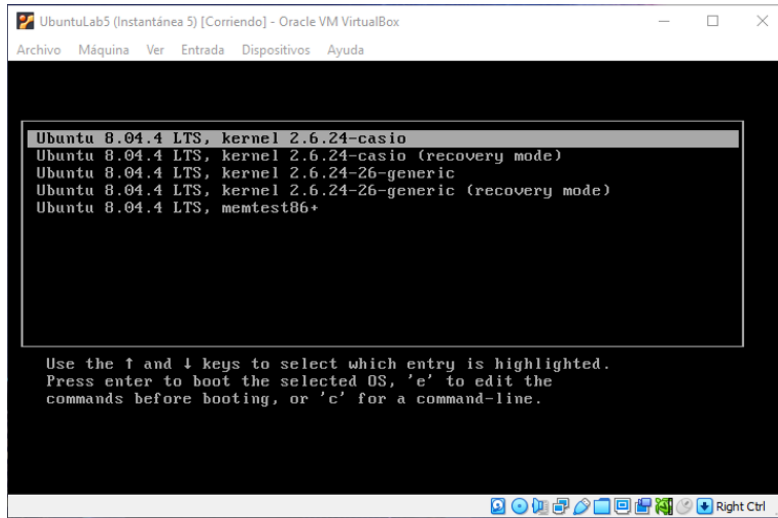 UbuntuLab5 (Instantánea 5) [Corriendo] - Oracle VM VirtualBox
Archivo Máquina Ver Entrada Dispositivos Ayuda
Ubuntu 8.04.4 LTS, kernel 2.6.24-casio
Ubuntu 8.04.4 LTS, kernel 2.6.24-casio (recovery mode)
Ubuntu 8.04.4 LTS, kernel 2.6.24-26-generic
Ubuntu 8.04.4 LTS, kernel 2.6.24-26-generic (recovery mode)
Ubuntu 8.04.4 LTS, memtest86+
Use the ↑ and ↓ keys to select which entry is highlighted.
Press enter to boot the selected OS, 'e' to edit the
commands before booting, or 'c' for a command-line.
Right Ctrl